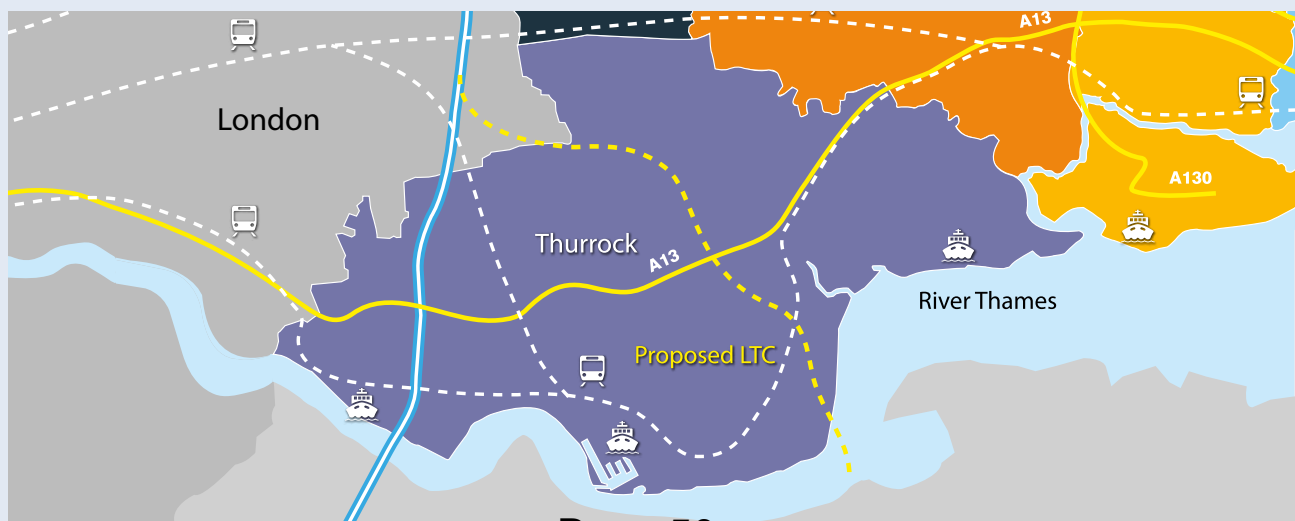 A13
London
A130
Thurrock
A13
River Thames
Proposed LTC